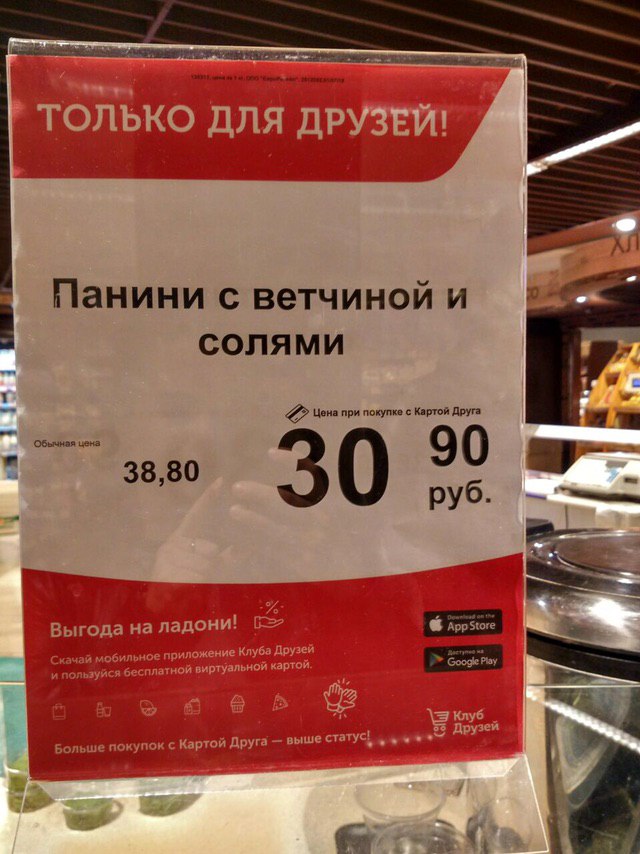 ТОЛЬКО ДЛЯ ДРУЗЕЙ!
Панини с ветчиной и
солями
Цена при покупке с Картой Друга
Обычная цена
38,80
30 90
руб.
Выгода на ладони!
Скачай мобильное приложение Клуба Друзей
и пользуйся бесплатной виртуальной картой.
Download on the
App Store
Доступно на
Google Play
Клуб
Друзей
Больше покупок с Картой Друга — выше статус!